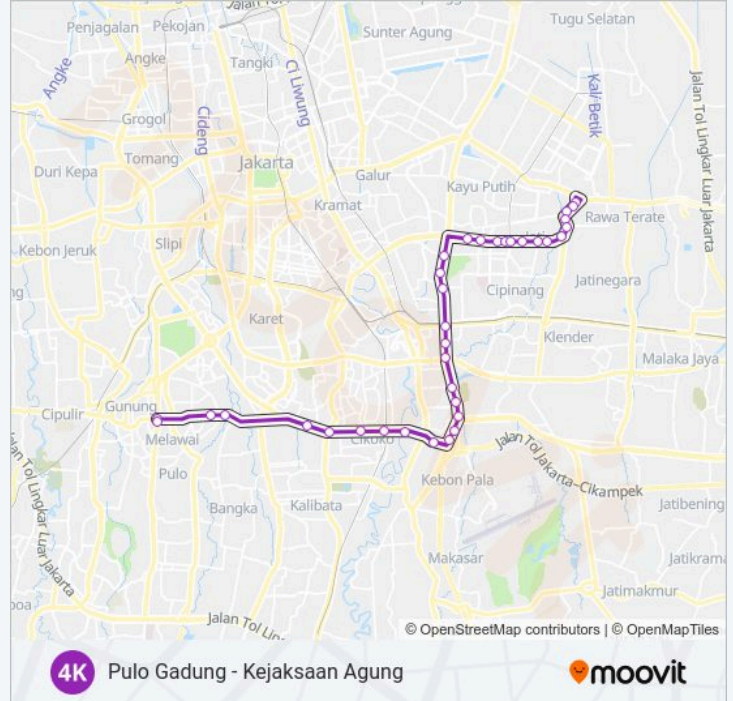 Jalan Tol
Tugu Selatan
Penjagalan
Pekojan
Sunter Agung
Angke
Tangki
Angke
Ci Liwung
Kali Betik
Jalan Tol Lingkar Luar Jakarta
Grogol
Cideng
Tomang
Jakarta
Duri Kepa
Galur
Kayu Putih
Kramat
Rawa Terate
Kebon Jeruk
Slipi
Jatinegara
Cipinang
ng
Karet
Klender
Malaka Jaya
Cipulir
Gunung
Melawai
Cikoko
Jalan Tol Jakarta-Cikampek
Pulo
Kebon Pala
Jalan Tol Lingkar Luar Jakarta
Bangka
Kalibata
Jatibening
Makasar
Jatikrama
Jatimakmur
Jalan Tol Lin
© OpenStreetMap contributors | © OpenMapTiles
4K
Pulo Gadung - Kejaksaan Agung
moovit